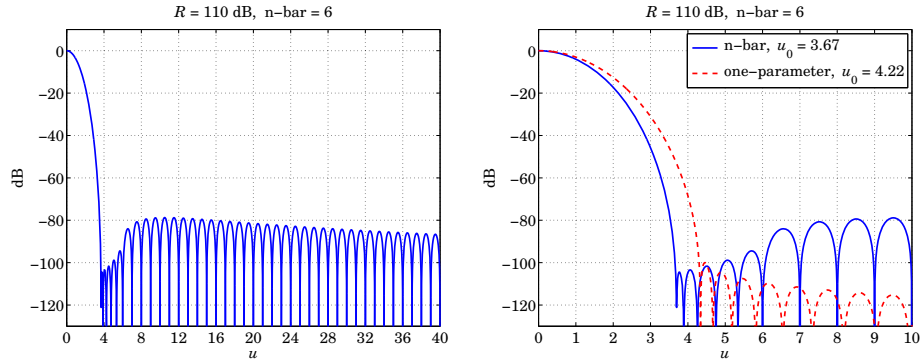 R = 110 dB, n−bar = 6
0
−20
−40
−60
−80
−100
−120
dB
0 4 8 12 16 20 24 28 32 36 40
u
R = 110 dB, n−bar = 6
n−bar, u0 = 3.67
one−parameter, u0 = 4.22
0
−20
−40
−60
−80
−100
−120
dB
0 1 2 3 4 5 6 7 8 9 10
u